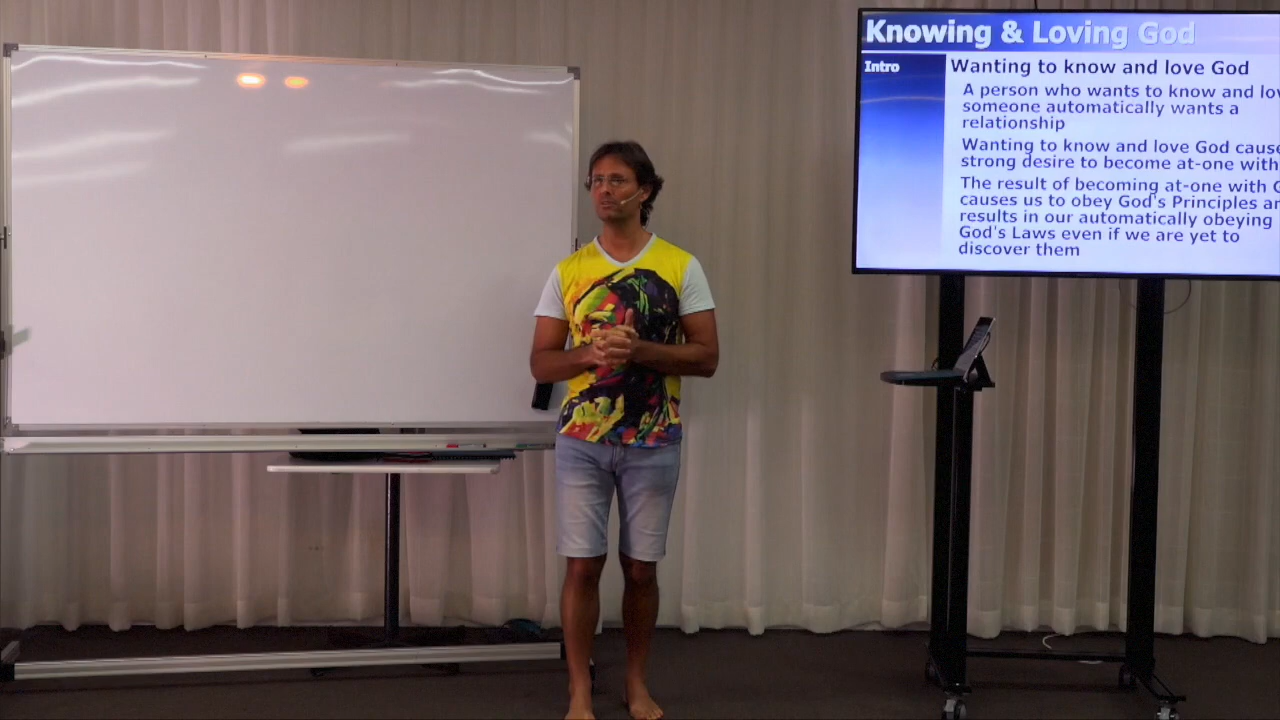 Knowing & Loving God
Intro
Wanting to know and love God
A person who wants to know and
someone automatically wants a
relationship
Wanting to know and love God
strong desire to become at-one with
The result of becoming at-one with
causes us to obey God's Principles
results in our automatically obeying
God's Laws even if we are yet to
discover them